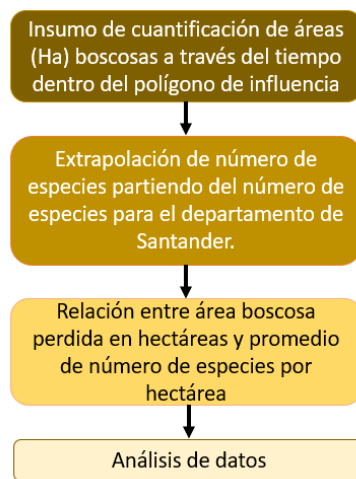 Insumo de cuantificación de áreas
(Ha) boscosas a través del tiempo
dentro del polígono de influencia
Extrapolación de número de
especies partiendo del número de
especies para el departamento de
Santander.
Relación entre área boscosa
perdida en hectáreas y promedio
de número de especies por
hectárea
Análisis de datos